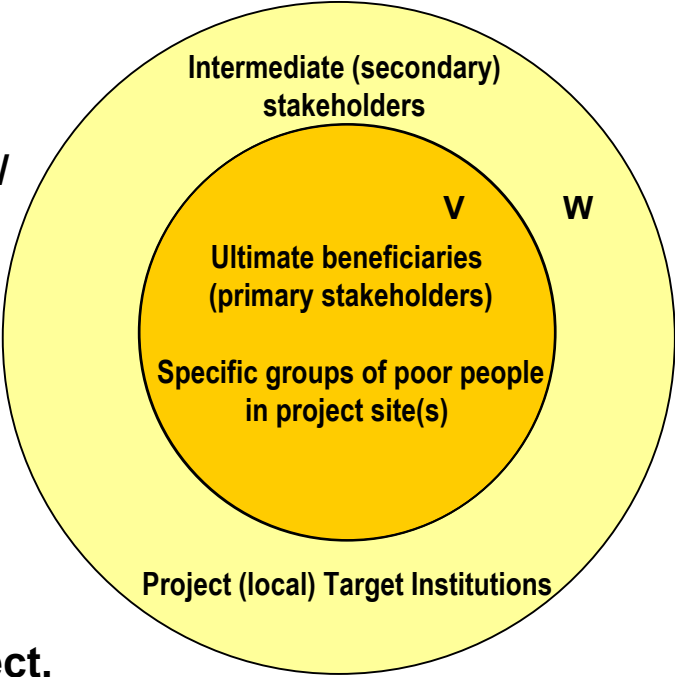 Intermediate (secondary)
stakeholders
V W
Ultimate beneficiaries
(primary stakeholders)
Specific groups of poor people
in project site(s)
Project (local) Target Institutions